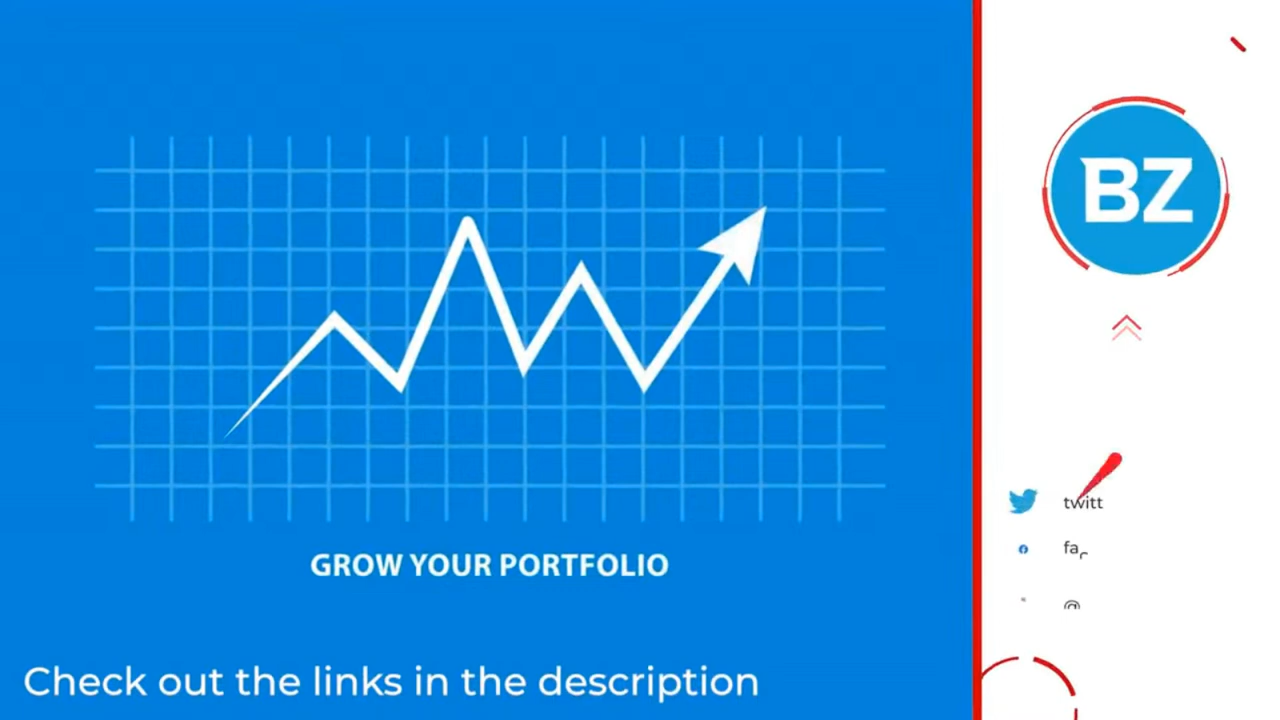 BZ
GROW YOUR PORTFOLIO
twitt
fa
@
Check out the links in the description